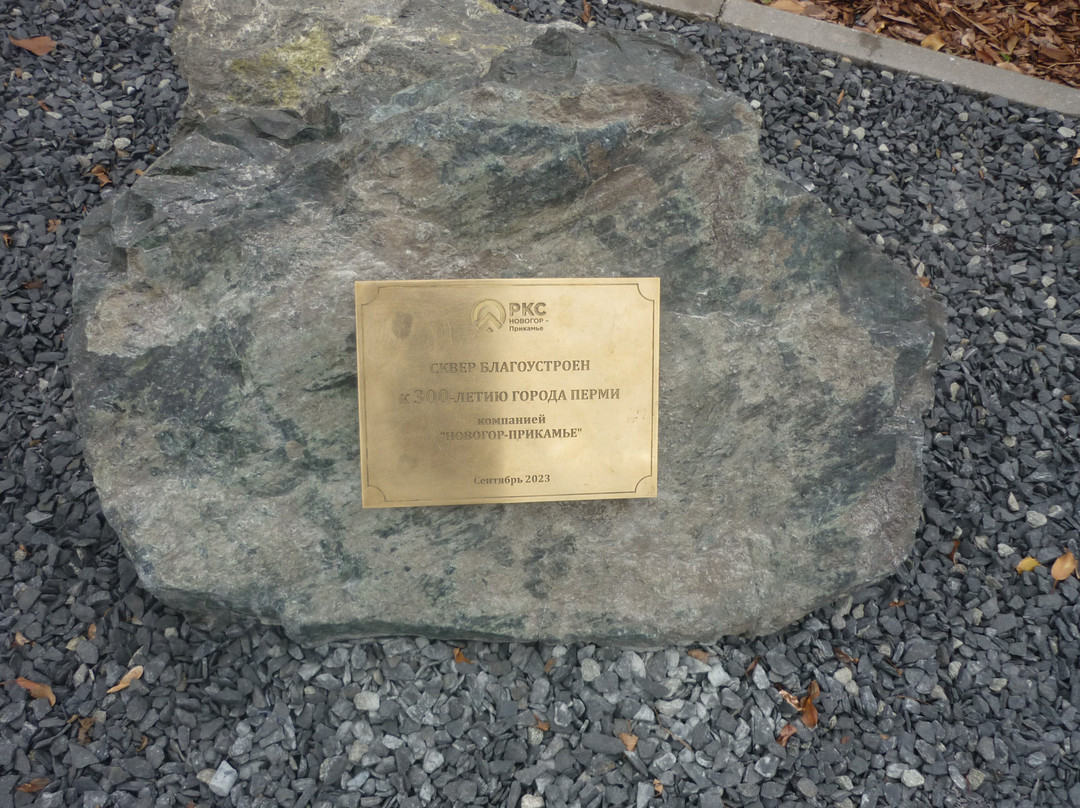 РКС
НОВОГОР -
Прикамье
СКВЕР БЛАГОУСТРОЕН
К 300-ЛЕТИЮ ГОРОДА ПЕРМИ
компанией
"НОВОГОР-ПРИКАМЬЕ"
Сентябрь 2023